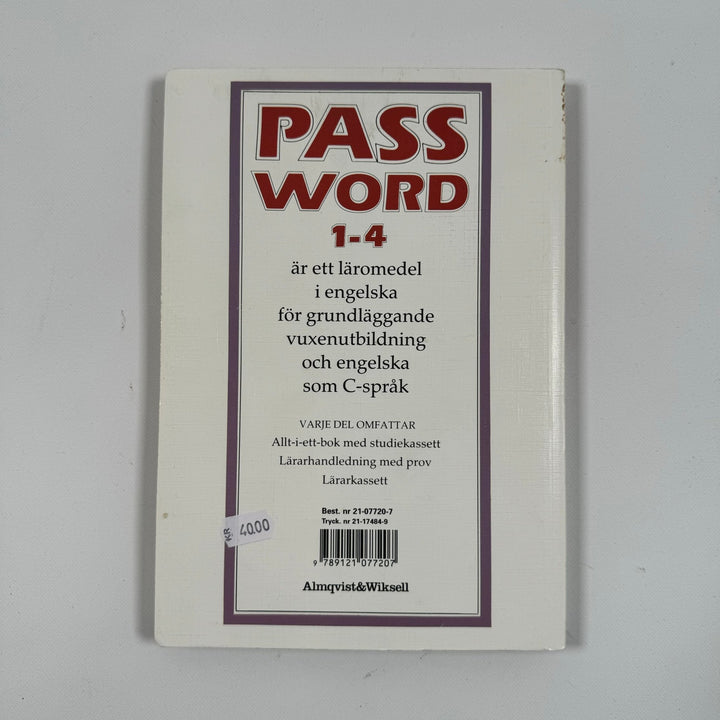 PASS
WORD
1-4
är ett läromedel
i engelska
för grundläggande
vuxenutbildning
och engelska
som C-språk
VARJE DEL OMFATTAR
Allt-i-ett-bok med studiekassett
Lärarhandledning med prov
Lärarkassett
Best. nr 21-07720-7
Tryck. nr 21-17484-9
KR 40.00
9 789121 077207
Almqvist&Wiksell